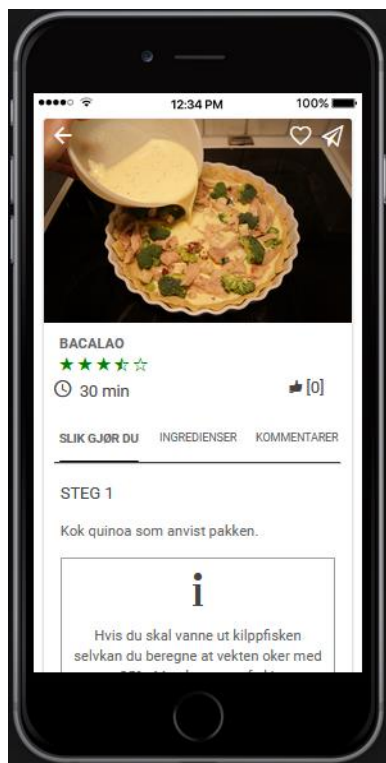 12:34 PM 100%
BACALAO
30 min [0]
SLIK GJØR DU INGREDIENSER KOMMENTARER
STEG 1
Kok quinoa som anvist pakken.
i
Hvis du skal vanne ut kilppfisken
selvkan du beregne at vekten oker med